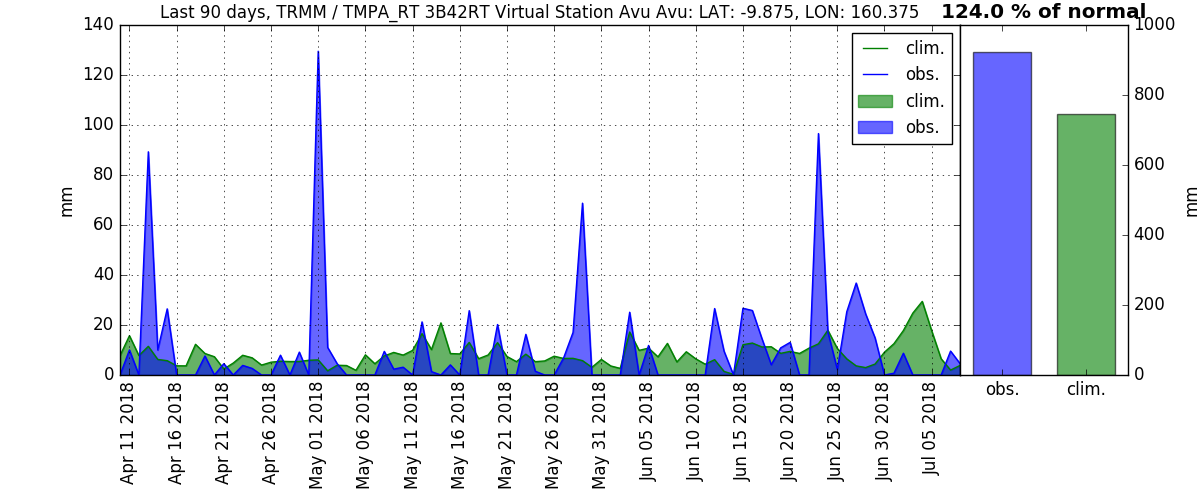 Last 90 days, TRMM / TMPA_RT 3B42RT Virtual Station Avu Avu: LAT: -9.875, LON: 160.375
124.0 % of normal
140
120
100
80
60
40
20
0
mm
clim.
obs.
clim.
obs.
Apr 11 2018
Apr 16 2018
Apr 21 2018
Apr 26 2018
May 01 2018
May 06 2018
May 11 2018
May 16 2018
May 21 2018
May 26 2018
May 31 2018
Jun 05 2018
Jun 10 2018
Jun 15 2018
Jun 20 2018
Jun 25 2018
Jun 30 2018
Jul 05 2018
1000
800
600
400
200
0
mm
obs.
clim.